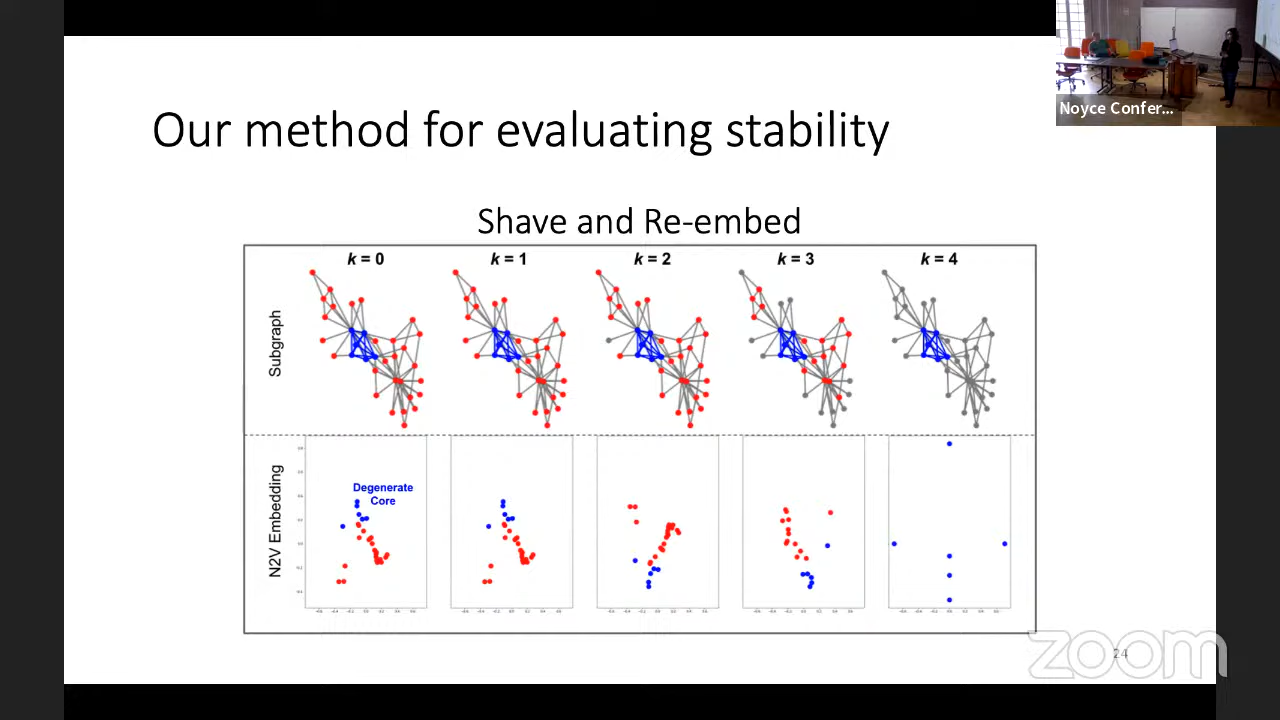 Noyce Confer...
Our method for evaluating stability
Shave and Re-embed
k = 0 k = 1 k = 2 k = 3 k = 4
Subgraph
N2V Embedding
Degenerate
Core
zoom
24